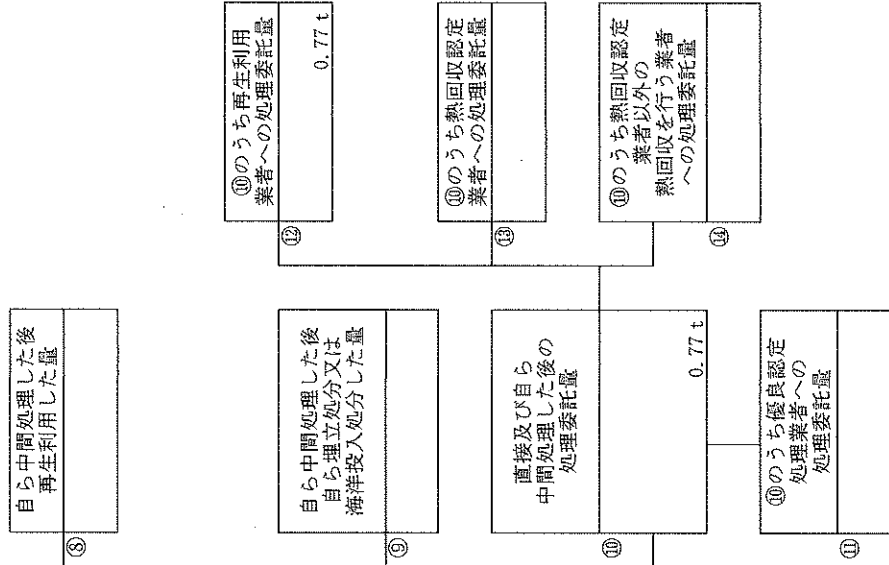 ⑧
自ら中間処理した後
再生利用した量
⑨
自ら中間処理した後
自ら埋立処分又は
海洋投入処分した量
⑩
直接及び自ら
中間処理した後の
処理委託量
0.77 t
⑪
⑩のうち優良認定
処理業者への
処理委託量
⑫
⑩のうち再生利用
業者への処理委託量
0.77 t
⑬
⑩のうち熱回収認定
業者への処理委託量
⑭
⑩のうち熱回収認定
業者以外の
熱回収を行う業者
への処理委託量